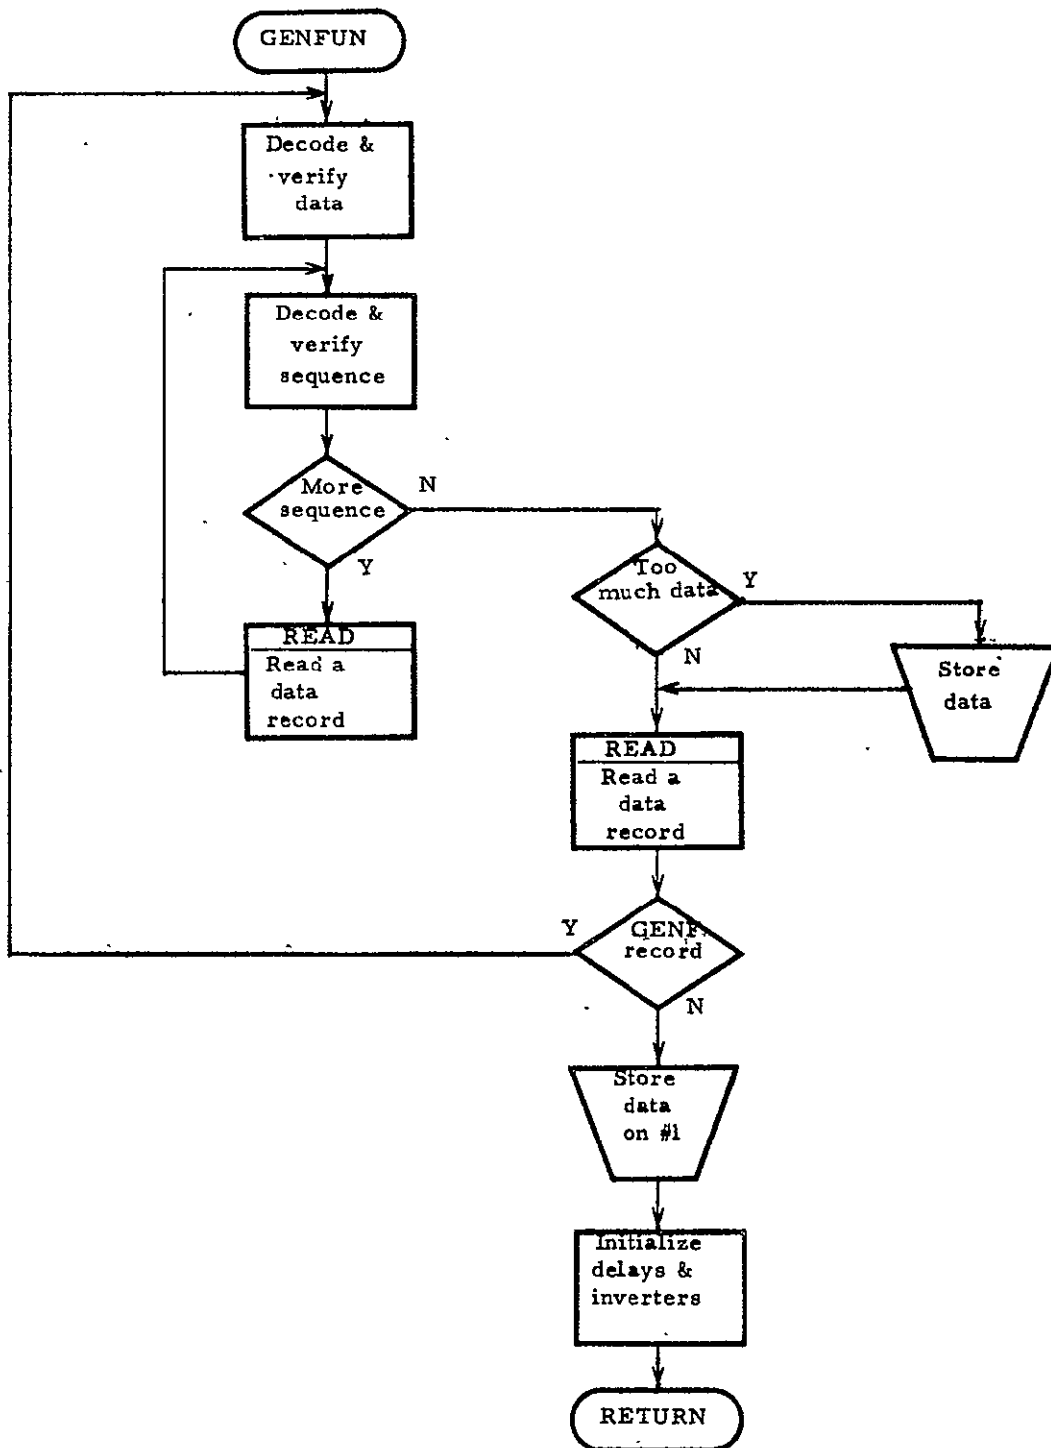 GENFUN
Decode &
verify
data
Decode &
verify
sequence
More
sequence
N
Y
READ
Read a
data
record
Too
much data
Y
N
Store
data
READ
Read a
data
record
GENF
record
Y
N
Store
data
on #1
Initialize
delays &
inverters
RETURN